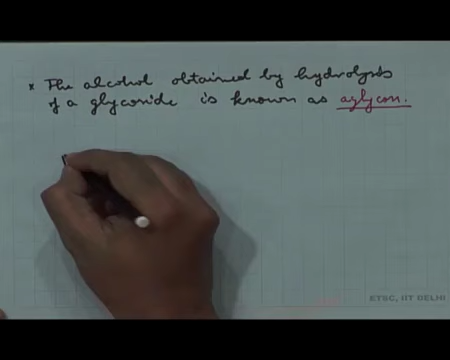 * The alcohol obtained by hydrolysis
of a glycoside is known as aglycon.
ETSC, IIT DELHI